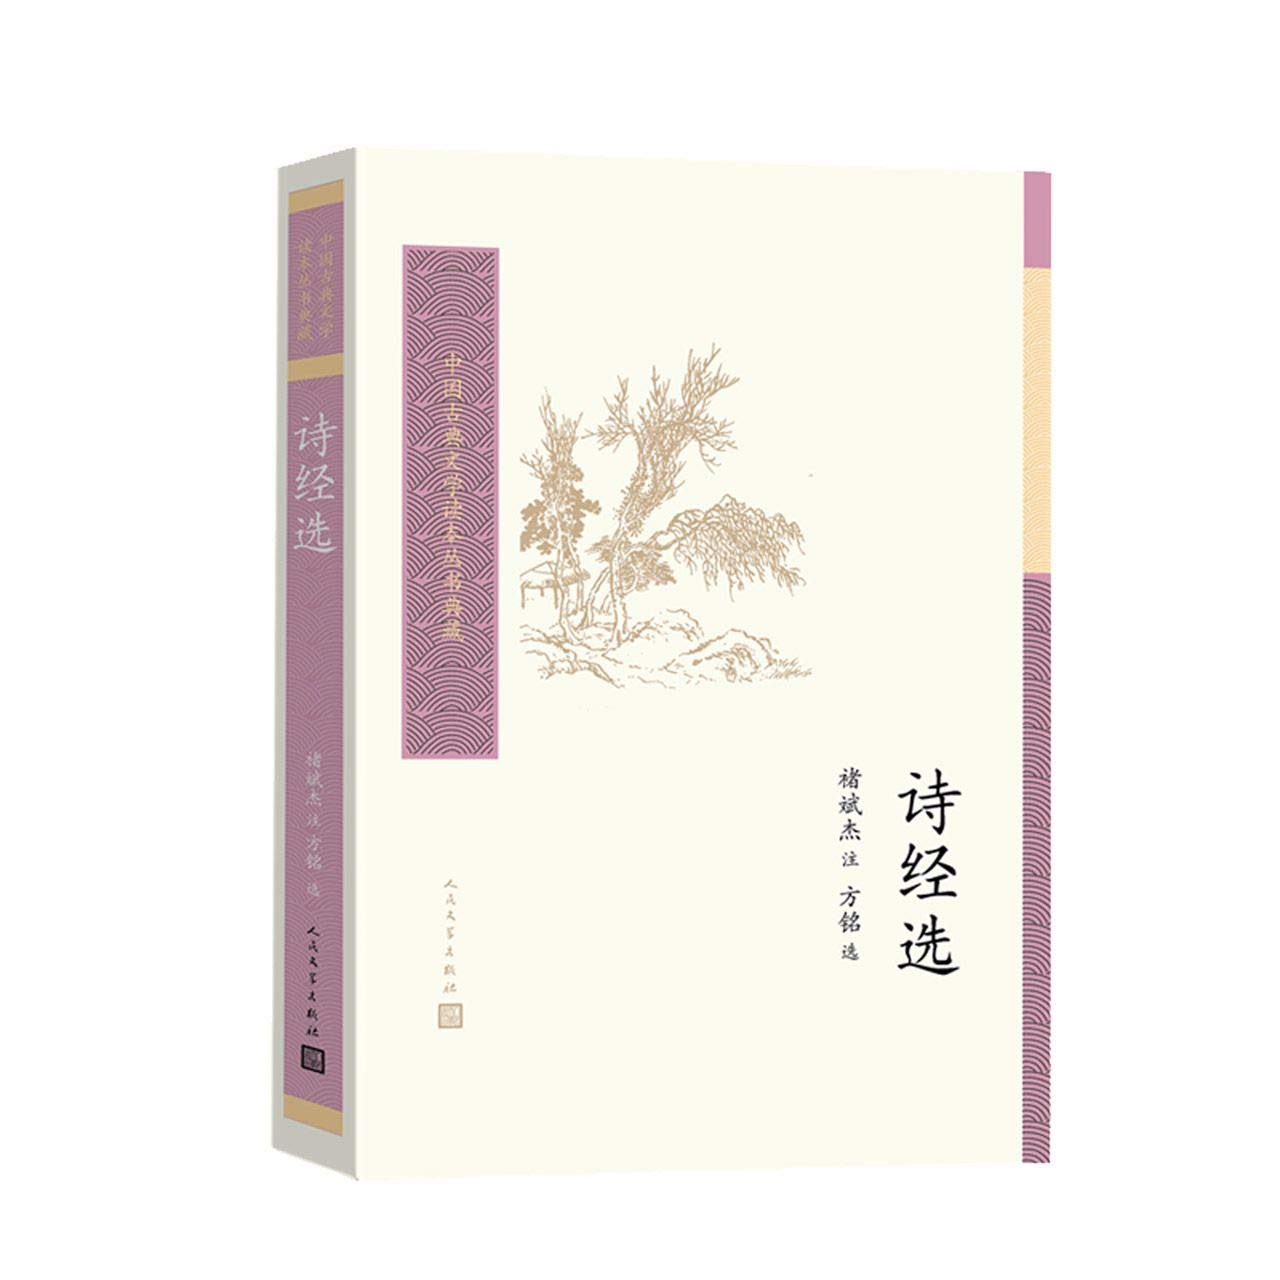 中国古典文学
读本丛书典藏
诗经选
褚斌杰 注 方铭 选
人民文学出版社
中国古典文学读本丛书典藏
诗经选
褚斌杰 注 方铭 选
人民文学出版社